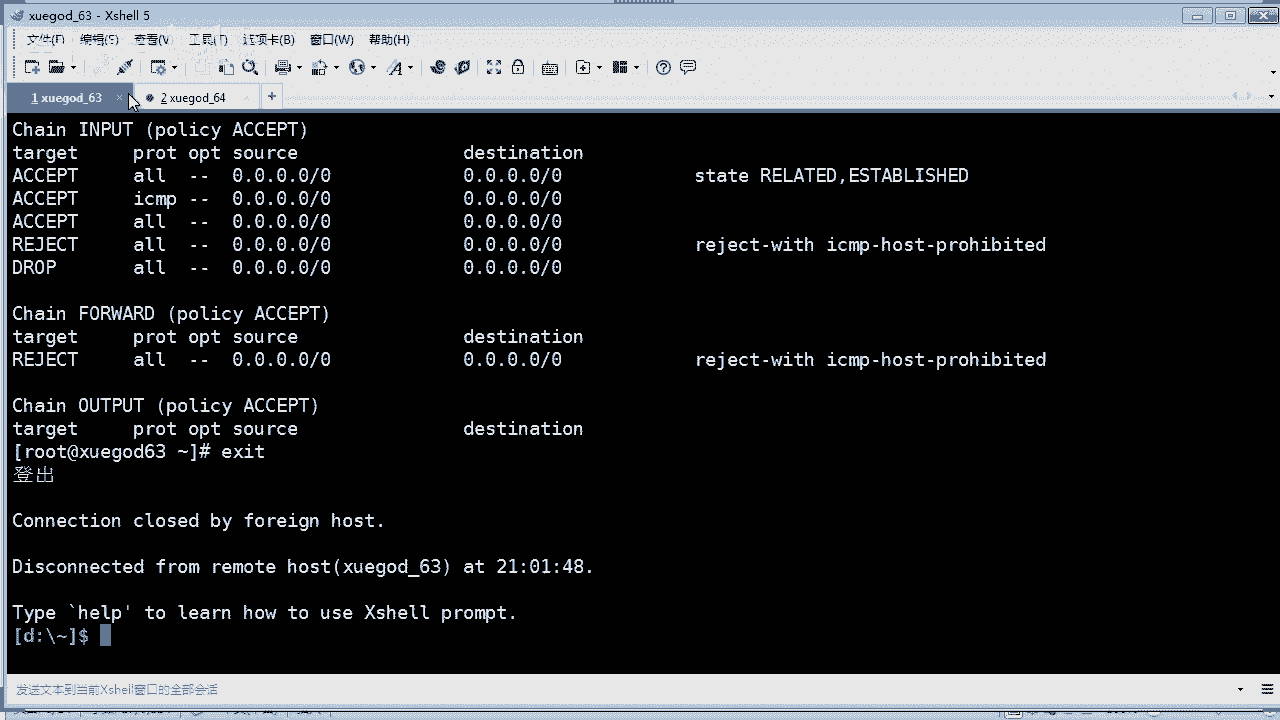 xuegod_63 - Xshell 5
文件(F) 编辑(E) 查看(V) 工具(T) 选项卡(B) 窗口(W) 帮助(H)
1 xuegod_63 2 xuegod_64
Chain INPUT (policy ACCEPT)
target prot opt source destination
ACCEPT all -- 0.0.0.0/0 0.0.0.0/0 state RELATED,ESTABLISHED
ACCEPT icmp -- 0.0.0.0/0 0.0.0.0/0
ACCEPT all -- 0.0.0.0/0 0.0.0.0/0
REJECT all -- 0.0.0.0/0 0.0.0.0/0 reject-with icmp-host-prohibited
DROP all -- 0.0.0.0/0 0.0.0.0/0
Chain FORWARD (policy ACCEPT)
target prot opt source destination
REJECT all -- 0.0.0.0/0 0.0.0.0/0 reject-with icmp-host-prohibited
Chain OUTPUT (policy ACCEPT)
target prot opt source destination
[root@xuegod63 ~]# exit
登出
Connection closed by foreign host.
Disconnected from remote host(xuegod_63) at 21:01:48.
Type `help' to learn how to use Xshell prompt.
[d:\~]$
发送文本到当前Xshell窗口的全部会话